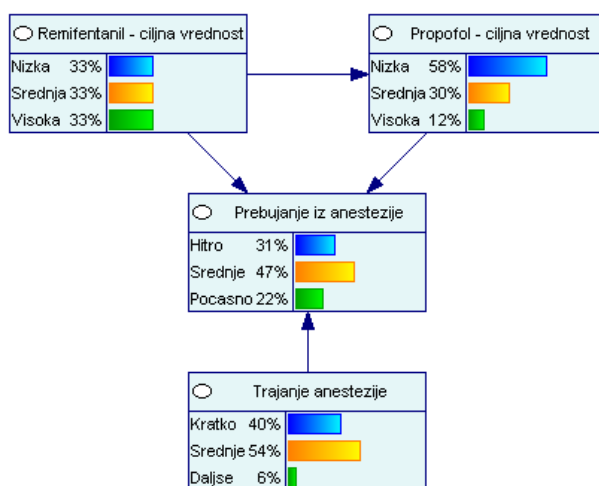 Remifentanil - ciljna vrednost
Nizka 33%
Srednja 33%
Visoka 33%
Propofol - ciljna vrednost
Nizka 58%
Srednja 30%
Visoka 12%
Prebujanje iz anestezije
Hitro 31%
Srednje 47%
Pocasno 22%
Trajanje anestezije
Kratko 40%
Srednje 54%
Daljse 6%